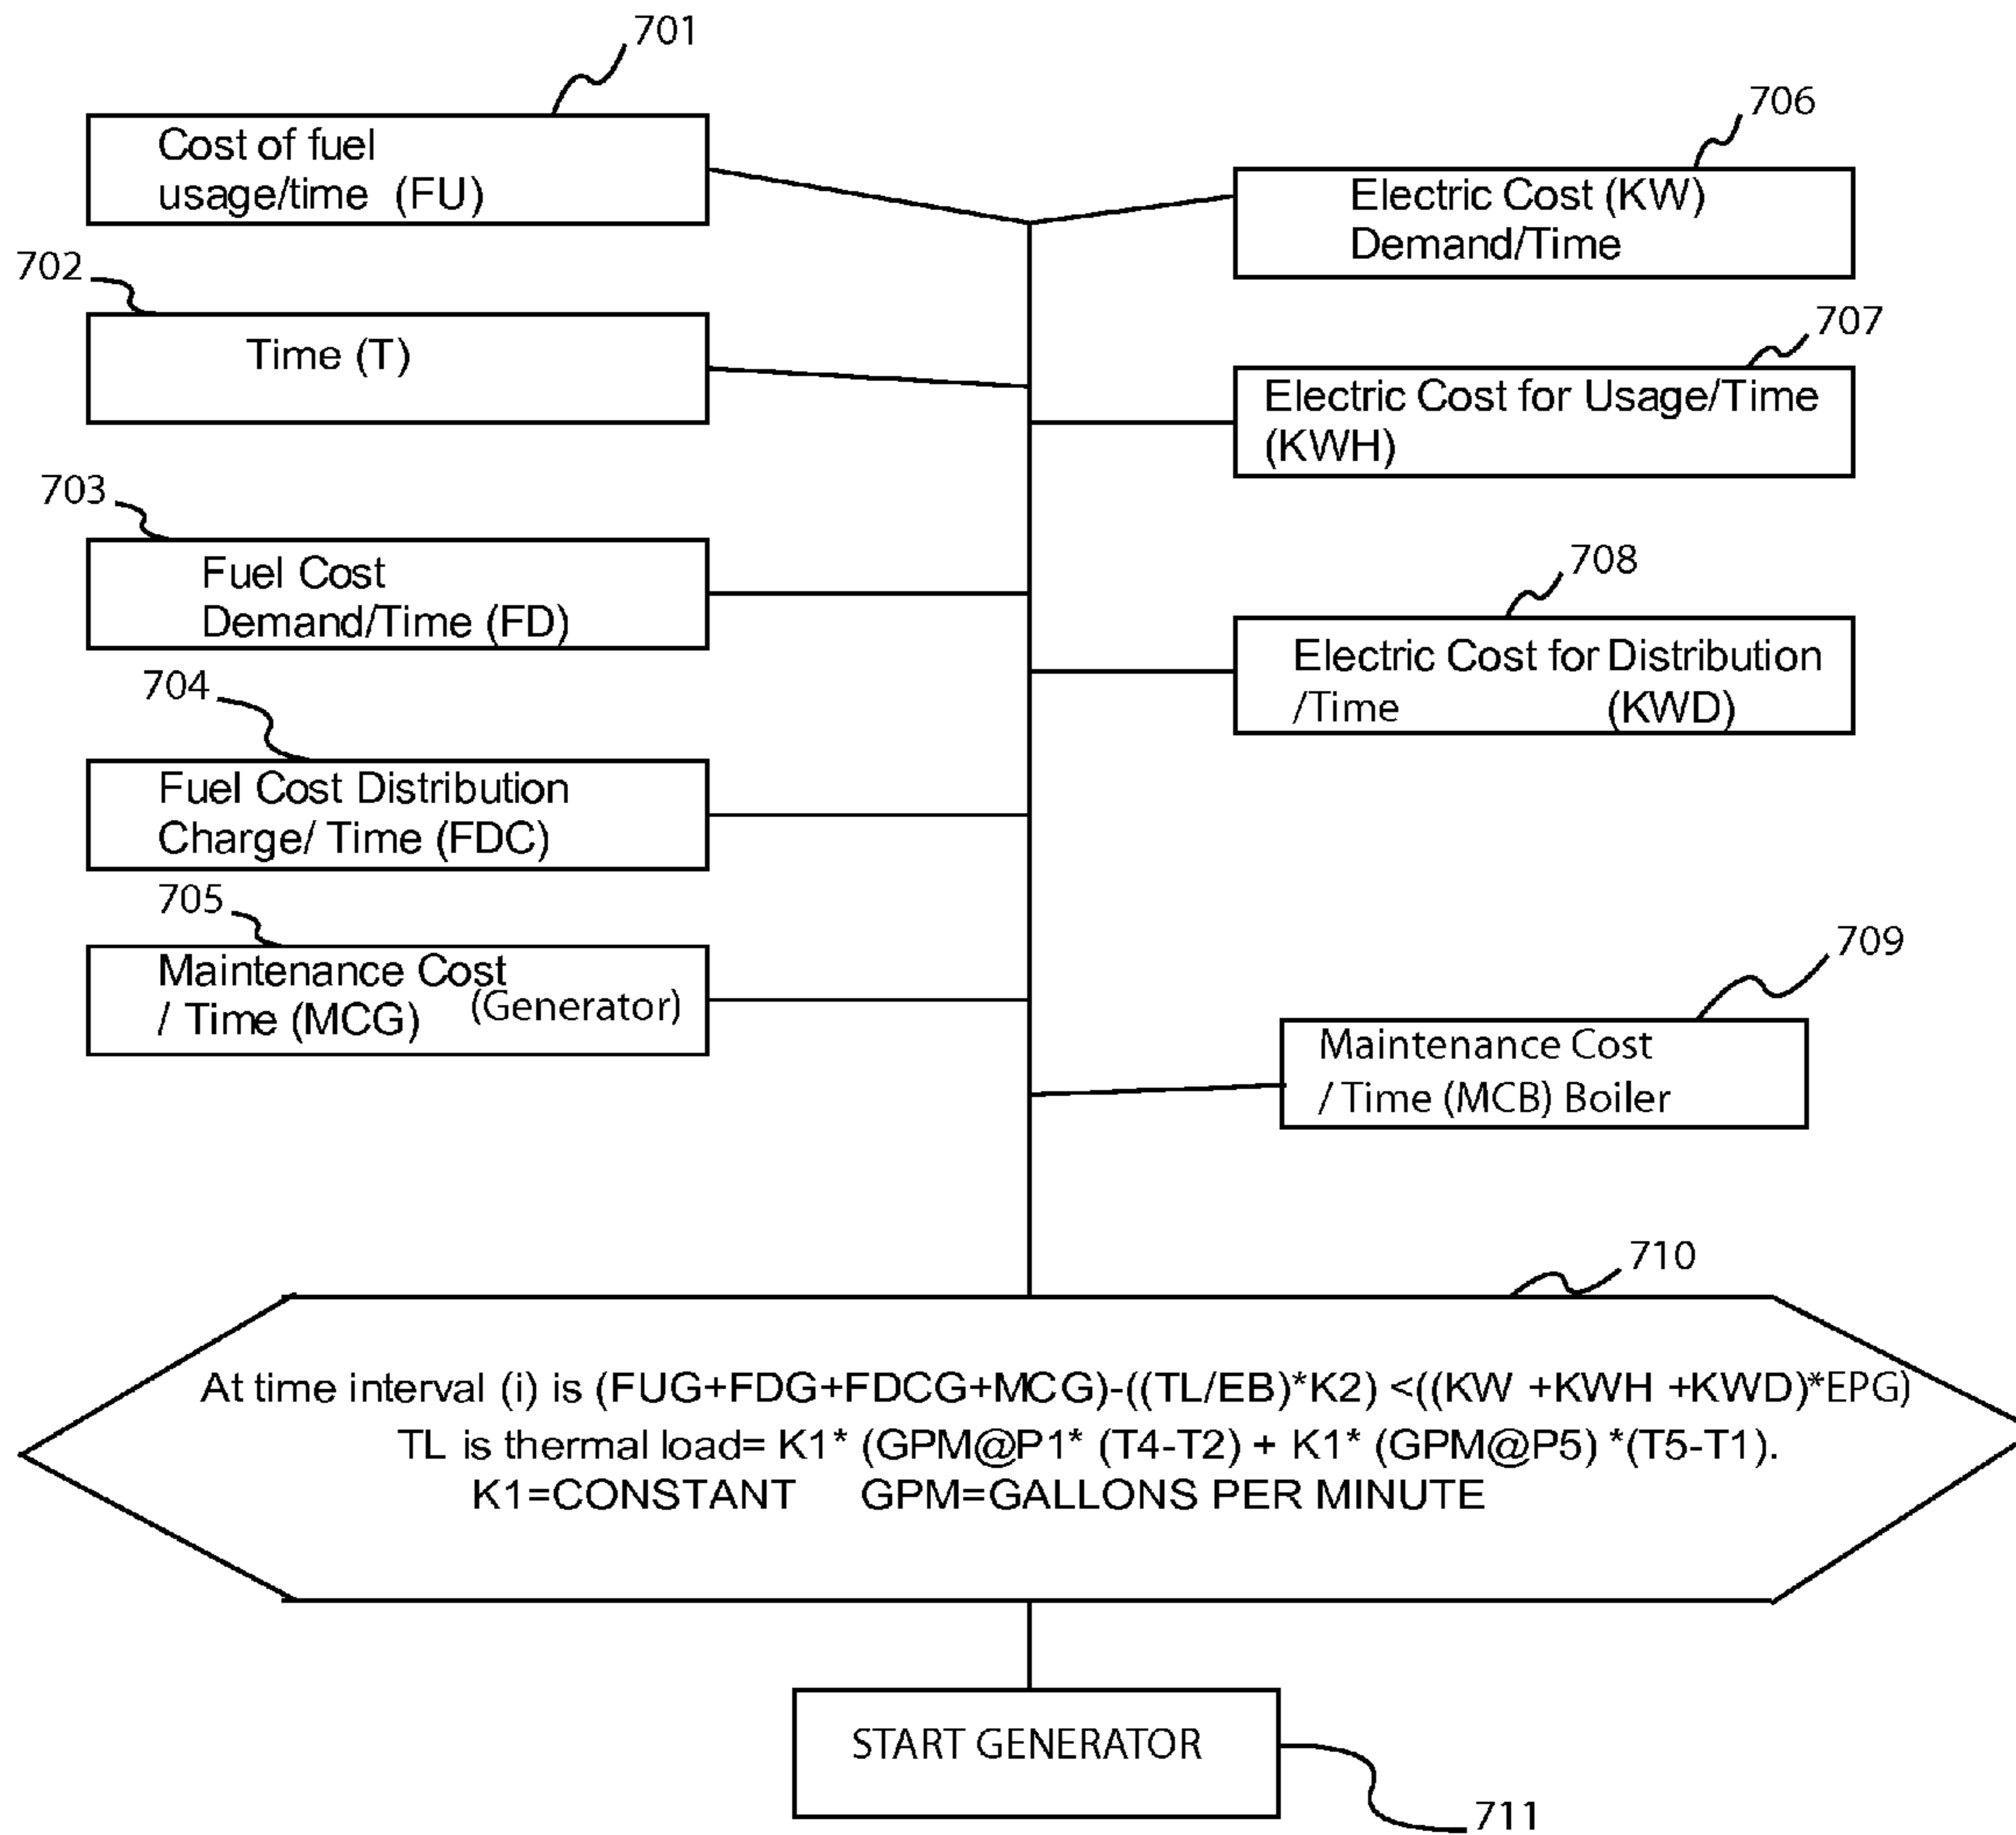 701
Cost of fuel
usage/time (FU)
702
Time (T)
703
Fuel Cost
Demand/Time (FD)
704
Fuel Cost Distribution
Charge/ Time (FDC)
705
Maintenance Cost
/ Time (MCG) (Generator)
706
Electric Cost (KW)
Demand/Time
707
Electric Cost for Usage/Time
(KWH)
708
Electric Cost for Distribution
/Time (KWD)
709
Maintenance Cost
/ Time (MCB) Boiler
710
At time interval (i) is (FUG+FDG+FDCG+MCG)-((TL/EB)*K2) <((KW +KWH +KWD)*EPG)
TL is thermal load= K1* (GPM@P1* (T4-T2) + K1* (GPM@P5) *(T5-T1).
K1=CONSTANT GPM=GALLONS PER MINUTE
START GENERATOR
711